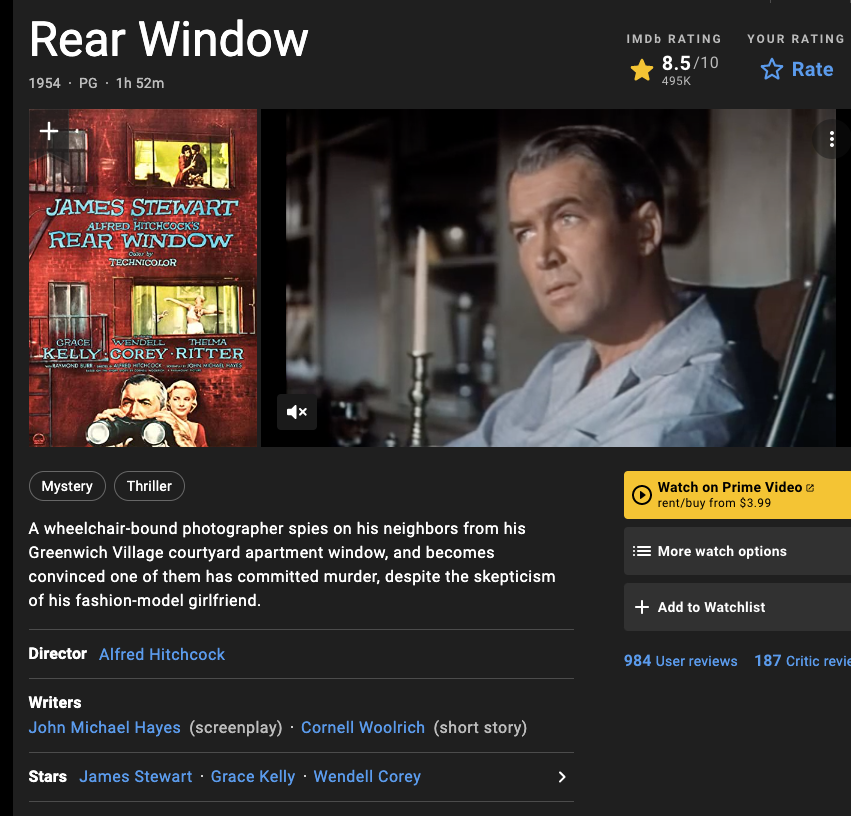 Rear Window
1954 · PG · 1h 52m
IMDb RATING
8.5/10
495K
YOUR RATING
Rate
JAMES STEWART
ALFRED HITCHCOCK'S
REAR WINDOW
Color by
TECHNICOLOR
GRACE WENDELL THELMA
KELLY·COREY·RITTER
WITH RAYMOND BURR · DIRECTED BY ALFRED HITCHCOCK · SCREENPLAY BY JOHN MICHAEL HAYES
Mystery
Thriller
A wheelchair-bound photographer spies on his neighbors from his
Greenwich Village courtyard apartment window, and becomes
convinced one of them has committed murder, despite the skepticism
of his fashion-model girlfriend.
Director Alfred Hitchcock
Writers
John Michael Hayes (screenplay) · Cornell Woolrich (short story)
Stars James Stewart · Grace Kelly · Wendell Corey
Watch on Prime Video
rent/buy from $3.99
More watch options
Add to Watchlist
984 User reviews 187 Critic revie